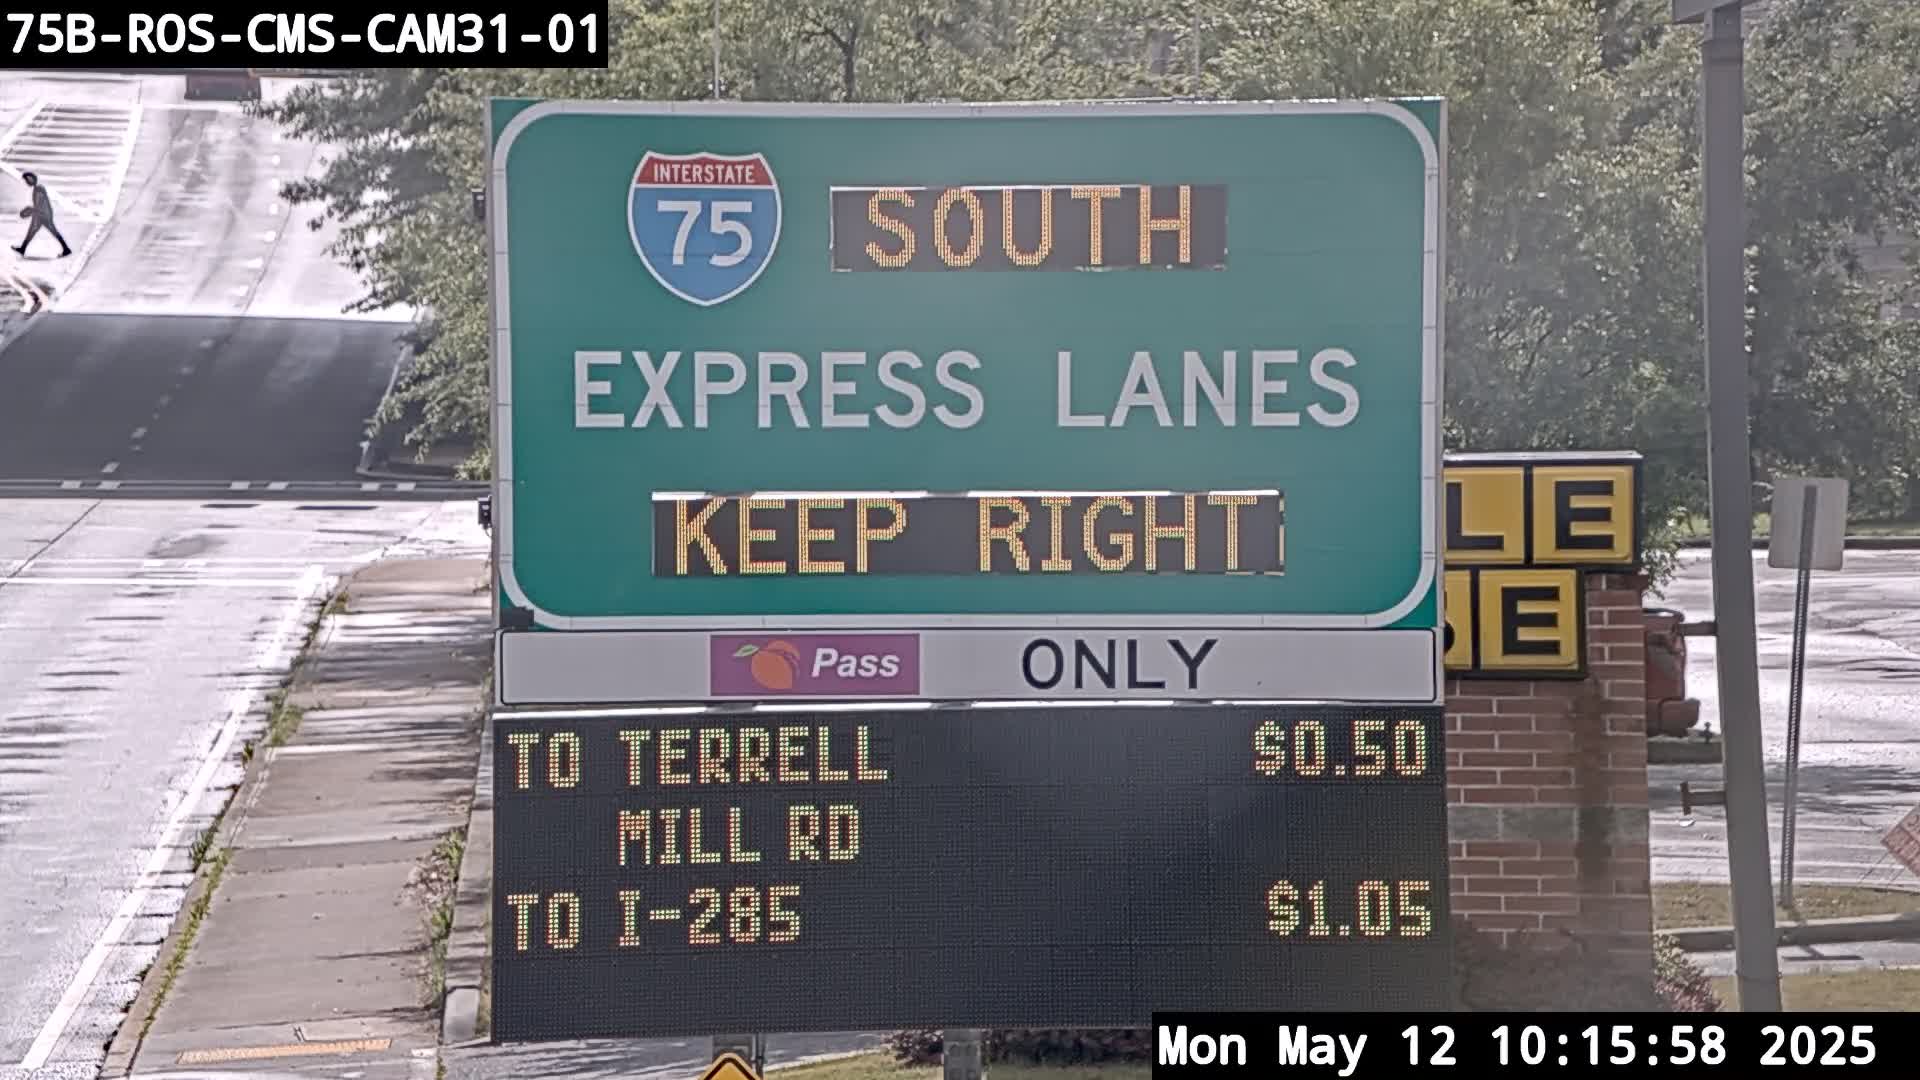 75B-ROS-CMS-CAM31-01
INTERSTATE
75
SOUTH
EXPRESS LANES
KEEP RIGHT
Pass ONLY
TO TERRELL $0.50
MILL RD
TO I-285 $1.05
LE
E
Mon May 12 10:15:58 2025